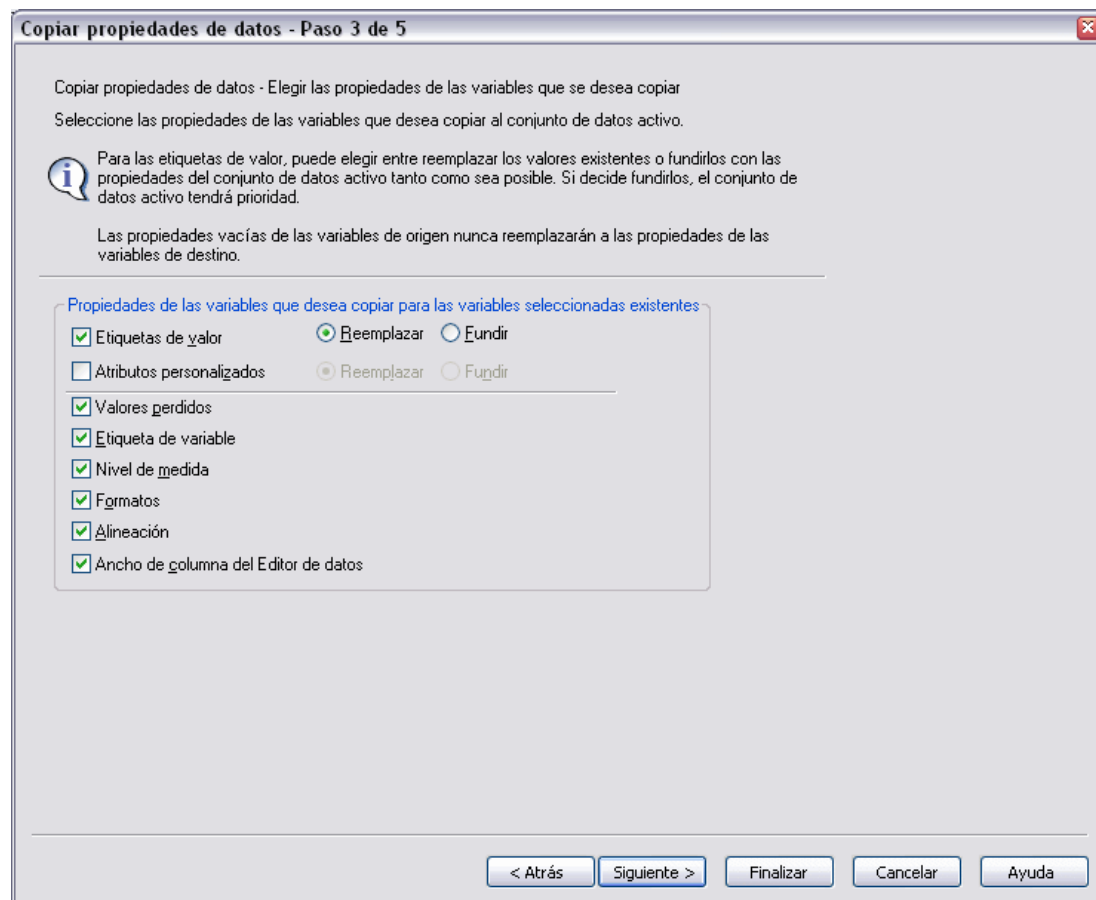 Copiar propiedades de datos - Paso 3 de 5
Copiar propiedades de datos - Elegir las propiedades de las variables que se desea copiar
Seleccione las propiedades de las variables que desea copiar al conjunto de datos activo.
Para las etiquetas de valor, puede elegir entre reemplazar los valores existentes o fundirlos con las
propiedades del conjunto de datos activo tanto como sea posible. Si decide fundirlos, el conjunto de
datos activo tendrá prioridad.
Las propiedades vacías de las variables de origen nunca reemplazarán a las propiedades de las
variables de destino.
Propiedades de las variables que desea copiar para las variables seleccionadas existentes
Etiquetas de valor Reemplazar Fundir
Atributos personalizados Reemplazar Fundir
Valores perdidos
Etiqueta de variable
Nivel de medida
Formatos
Alineación
Ancho de columna del Editor de datos
< Atrás Siguiente > Finalizar Cancelar Ayuda